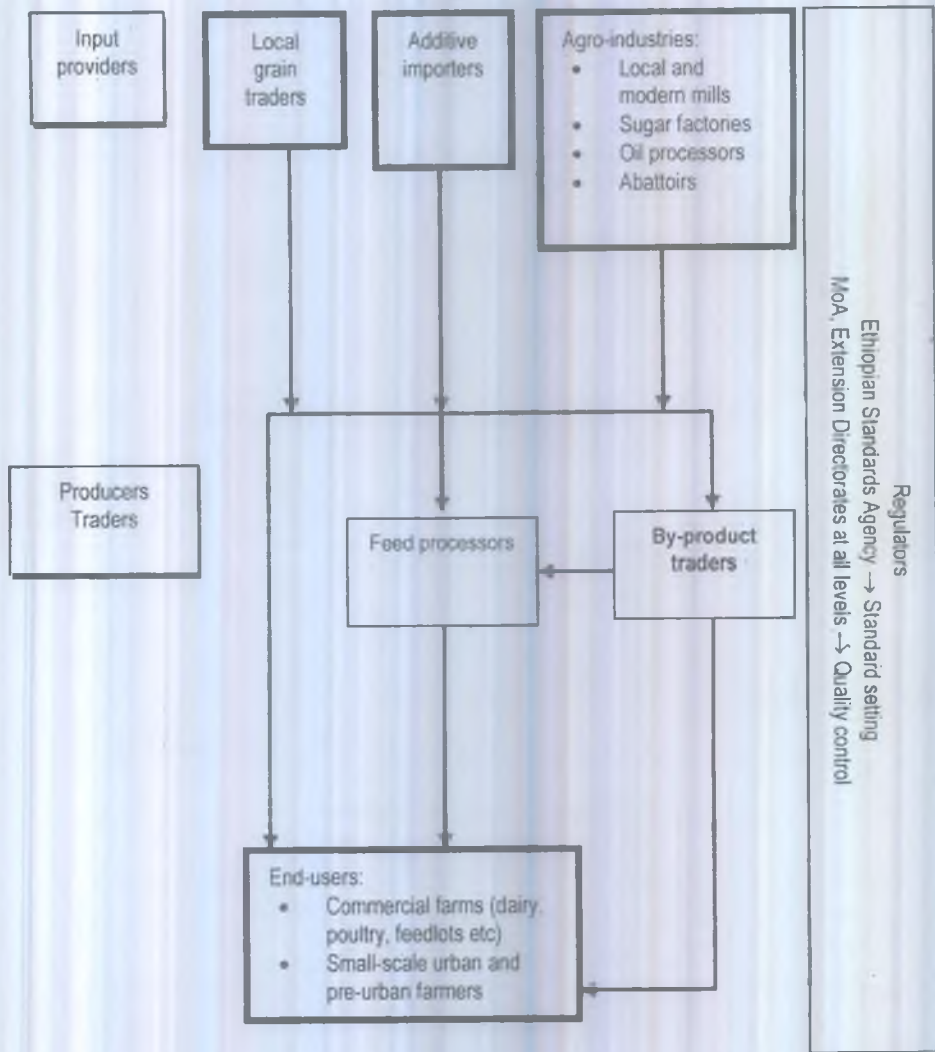 Input
providers
Local
grain
traders
Additive
importers
Agro-industries:
• Local and
modern mills
• Sugar factories
• Oil processors
• Abattoirs
Producers
Traders
Feed processors
By-product
traders
End-users:
• Commercial farms (dairy,
poultry, feedlots etc)
• Small-scale urban and
pre-urban farmers
Regulators
Ethiopian Standards Agency → Standard setting
MoA, Extension Directorates at all levels → Quality control